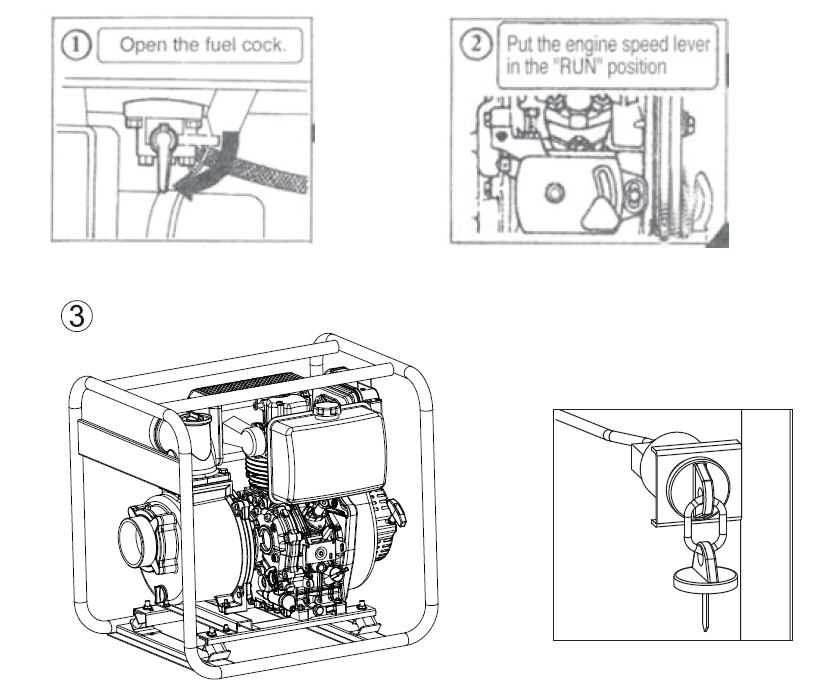 ① Open the fuel cock.
② Put the engine speed lever
in the "RUN" position
③